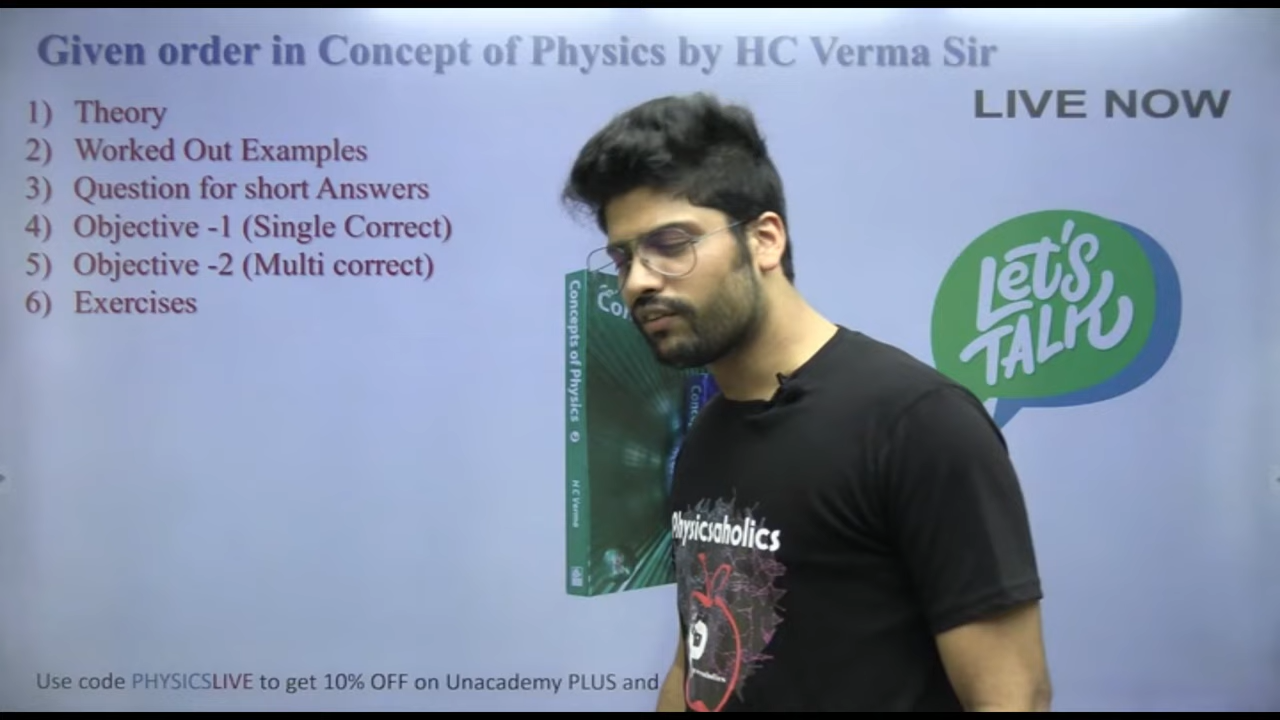 Given order in Concept of Physics by HC Verma Sir
LIVE NOW
1) Theory
2) Worked Out Examples
3) Question for short Answers
4) Objective -1 (Single Correct)
5) Objective -2 (Multi correct)
6) Exercises
LET'S
TALK
Concepts of Physics 2 HC Verma
Physicsaholics
Use code PHYSICSLIVE to get 10% OFF on Unacademy PLUS and